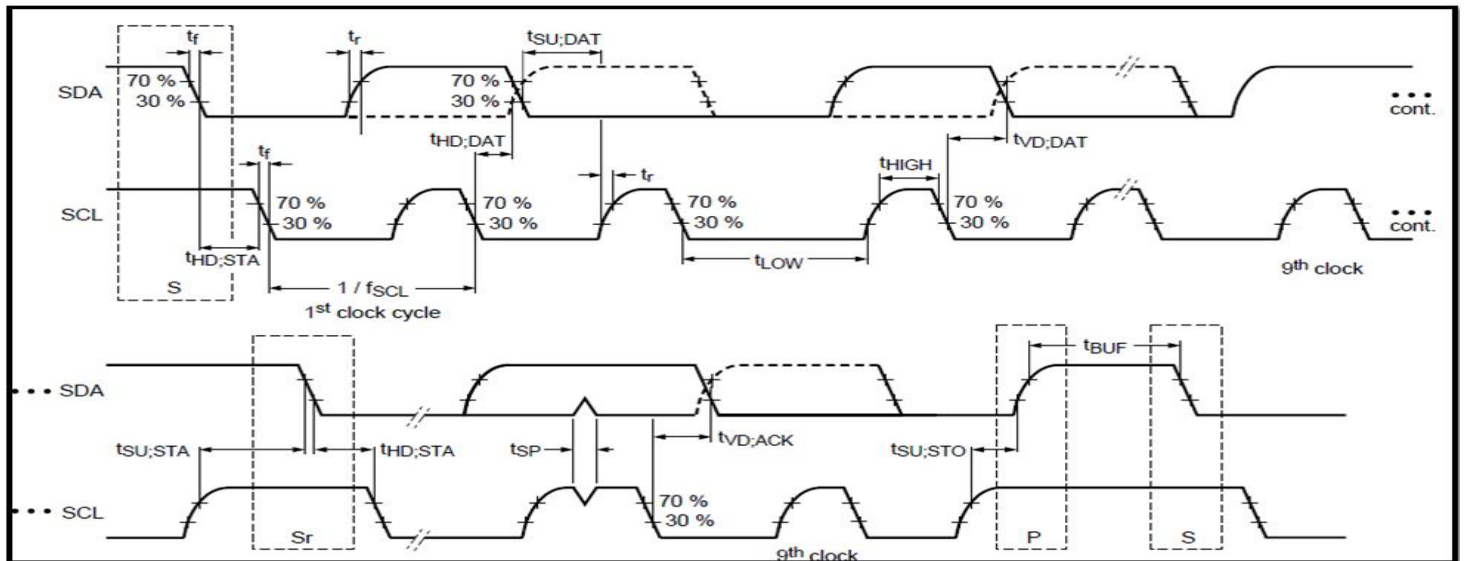 tf tr tSU;DAT
SDA 70 % 30 % 70 % 30 % ••• cont.
tHD;DAT tVD;DAT
tf tr tHIGH
SCL 70 % 30 % 70 % 30 % 70 % 30 % 70 % 30 % ••• cont.
tHD;STA tLOW
S 1 / fSCL 9th clock
1st clock cycle
tBUF
••• SDA
tSU;STA tHD;STA tSP tVD;ACK tSU;STO
••• SCL 70 % 30 %
Sr 9th clock P S